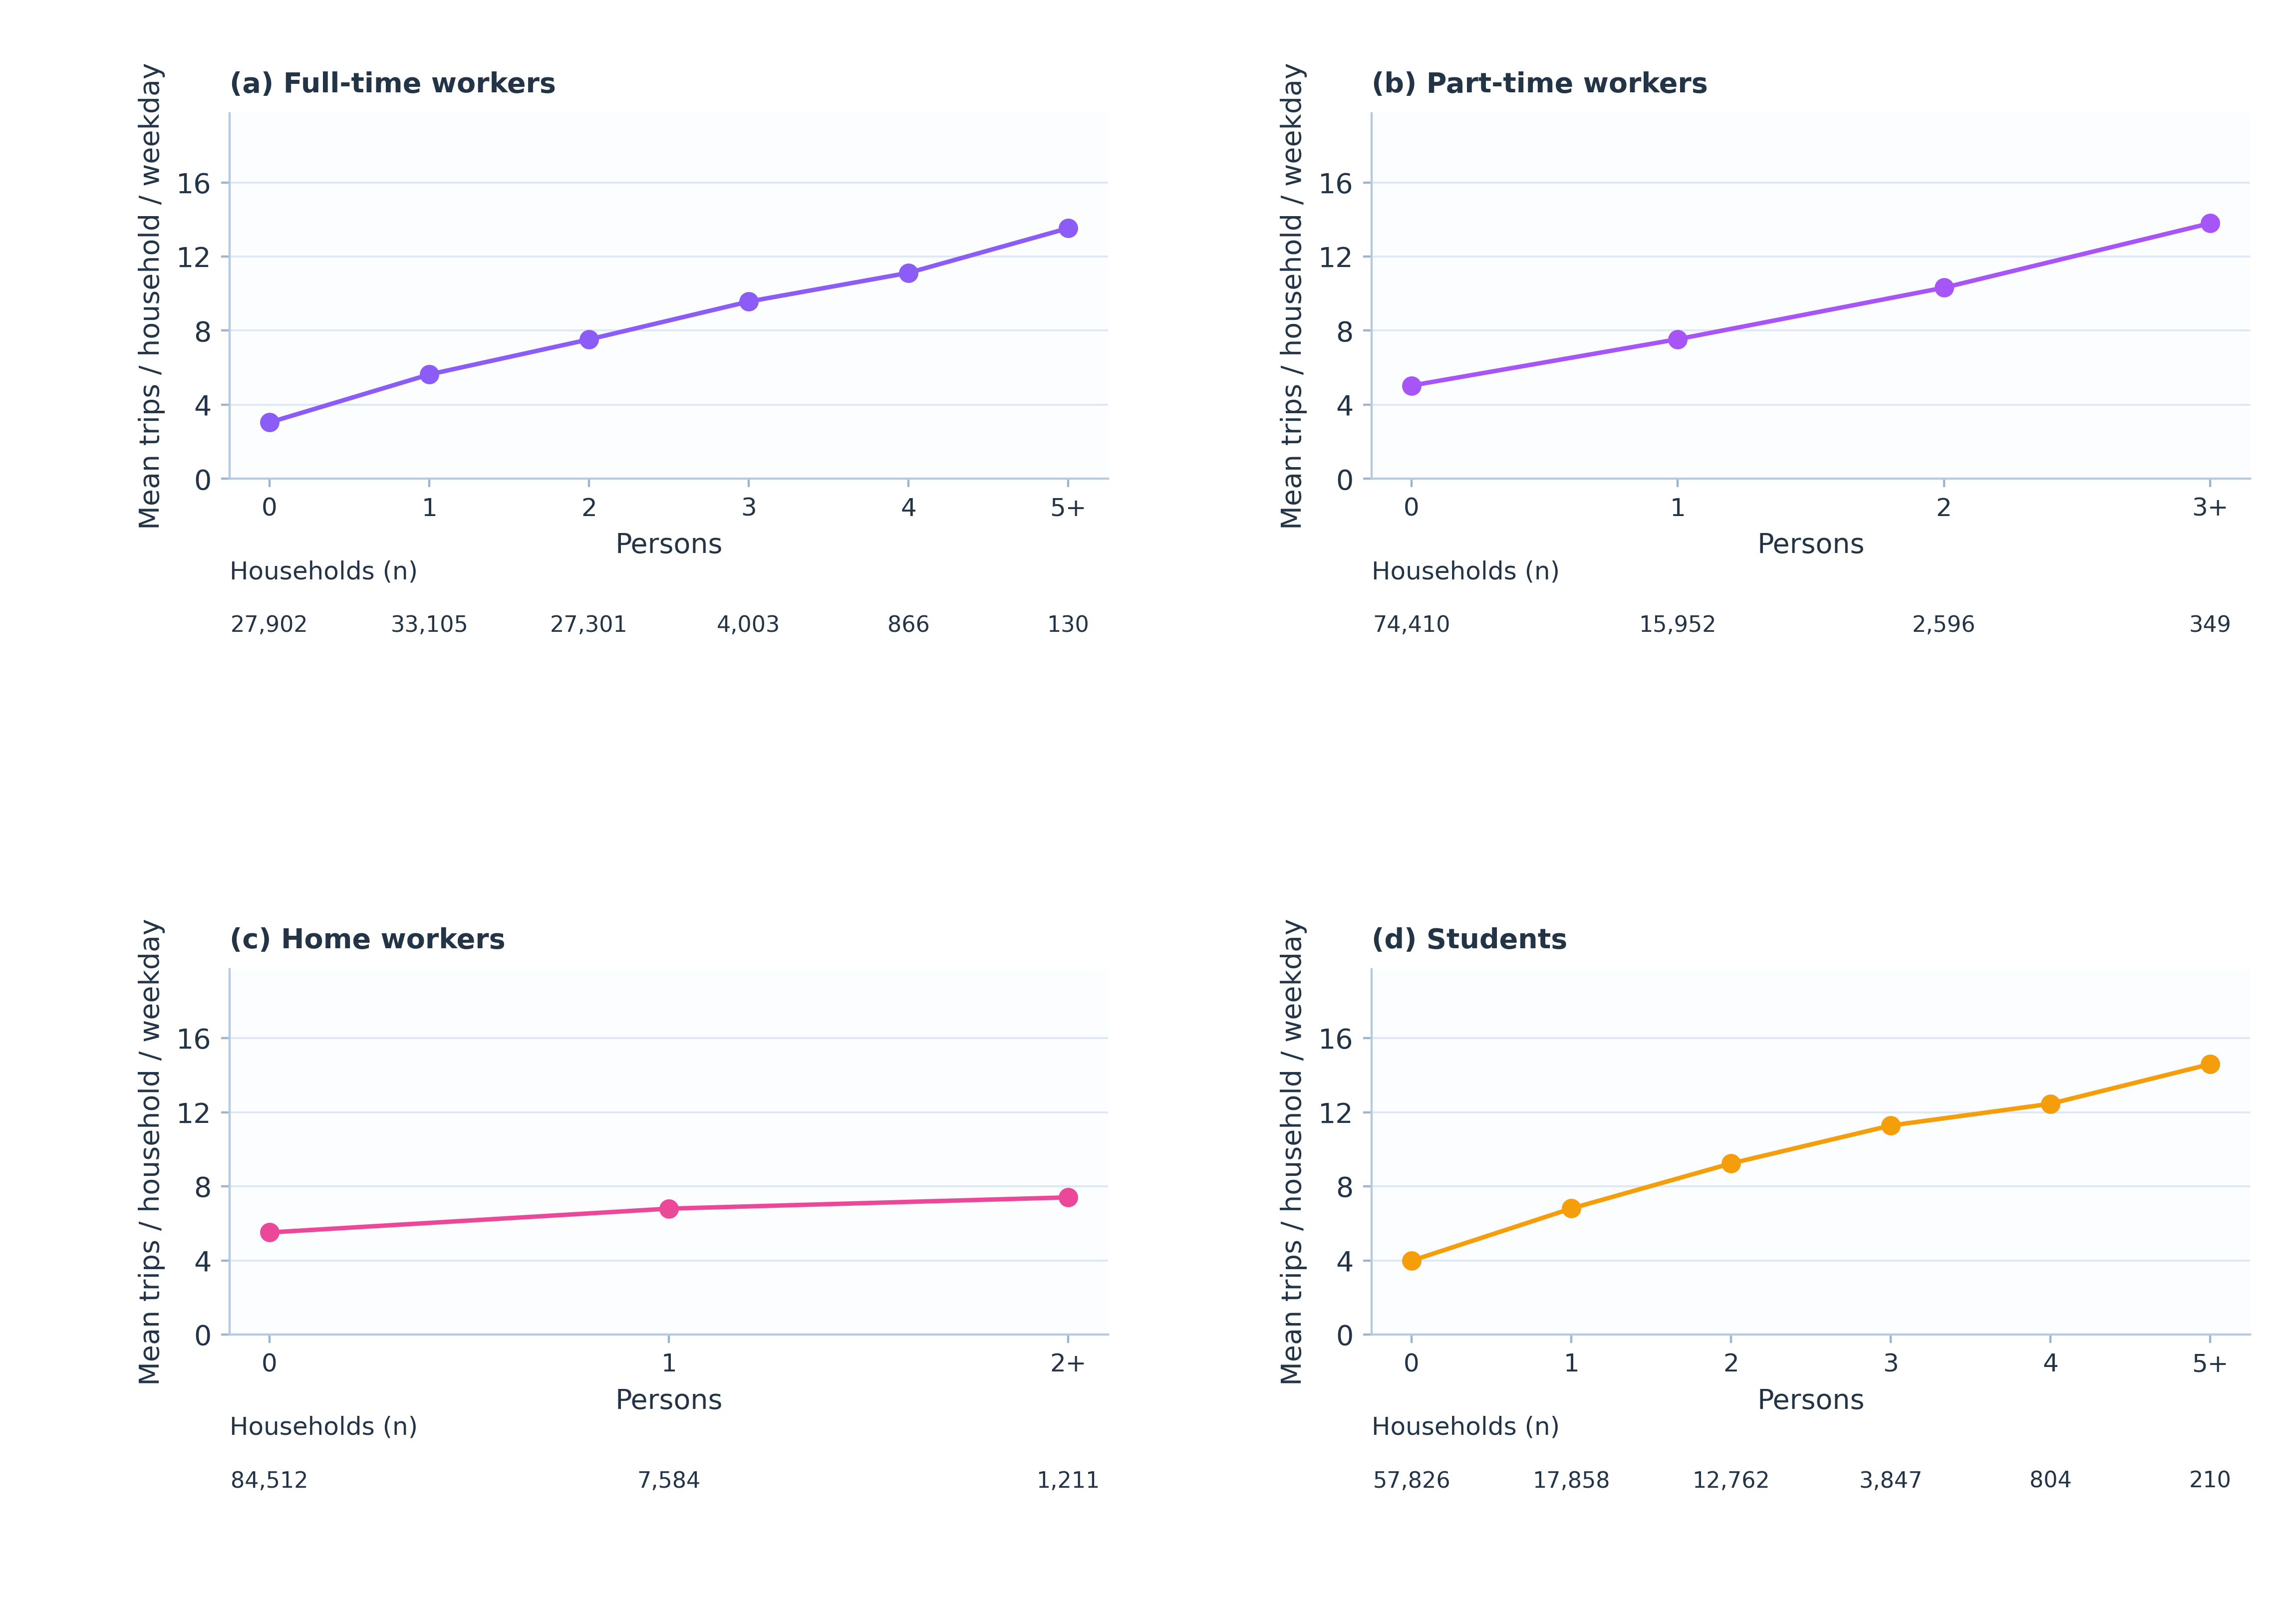 (a) Full-time workers
Mean trips / household / weekday
16
12
8
4
0
0 1 2 3 4 5+
Persons
Households (n)
27,902 33,105 27,301 4,003 866 130
(b) Part-time workers
Mean trips / household / weekday
16
12
8
4
0
0 1 2 3+
Persons
Households (n)
74,410 15,952 2,596 349
(c) Home workers
Mean trips / household / weekday
16
12
8
4
0
0 1 2+
Persons
Households (n)
84,512 7,584 1,211
(d) Students
Mean trips / household / weekday
16
12
8
4
0
0 1 2 3 4 5+
Persons
Households (n)
57,826 17,858 12,762 3,847 804 210